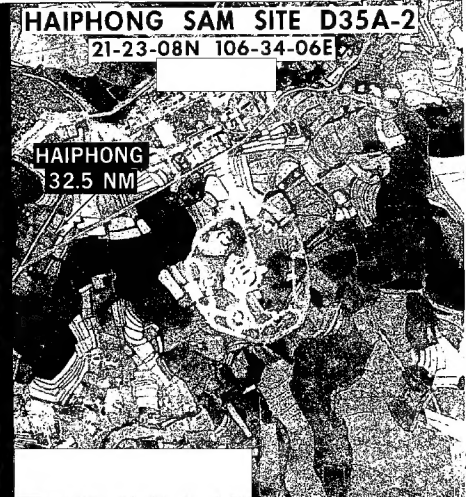 HAIPHONG SAM SITE D35A-2
21-23-08N 106-34-06E
HAIPHONG
32.5 NM